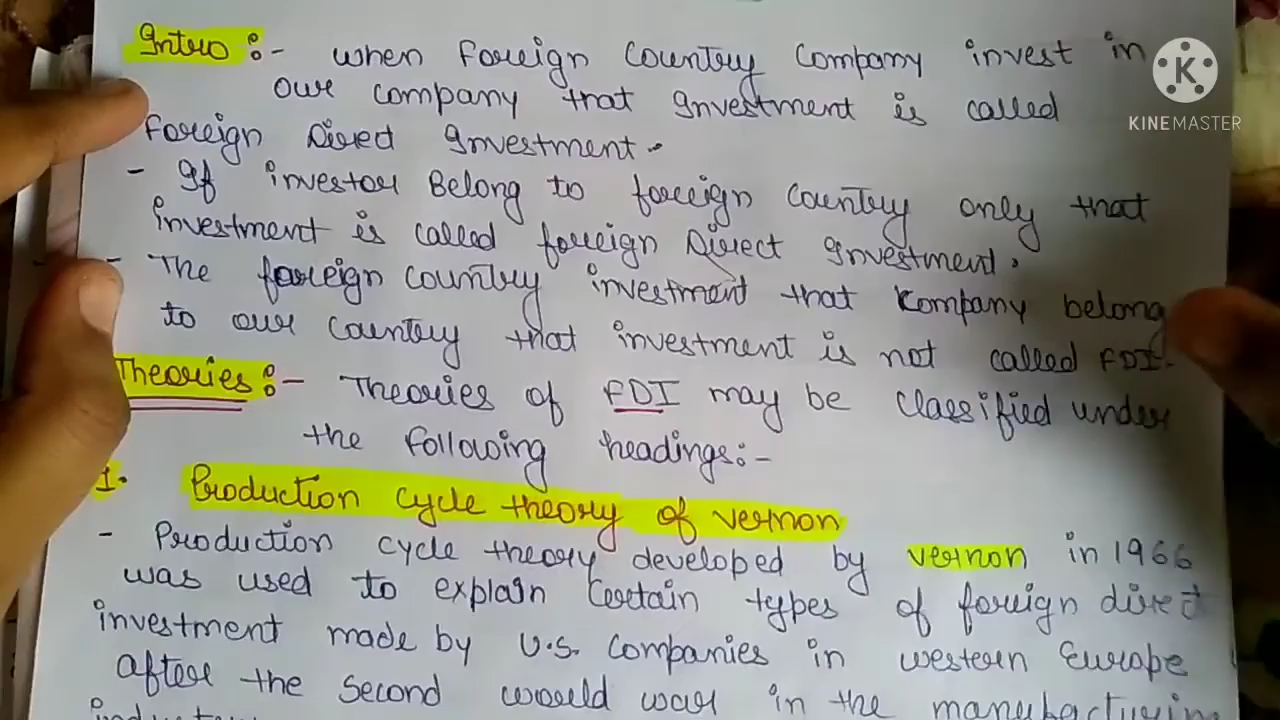 Intro :- when foreign country company invest in
our company that Investment is called
foreign Direct Investment.
- If investor Belong to foreign country only that
investment is called foreign Direct Investment.
- The foreign country investment that kompany belong
to our country that investment is not called FDI.
Theories :- Theories of FDI may be classified under
the following headings:-
1. Production cycle theory of vernon
- Production cycle theory developed by vernon in 1966
was used to explain certain types of foreign direct
investment made by U.S. companies in western Europe
after the second would war in the manufacturing
KINEMASTER